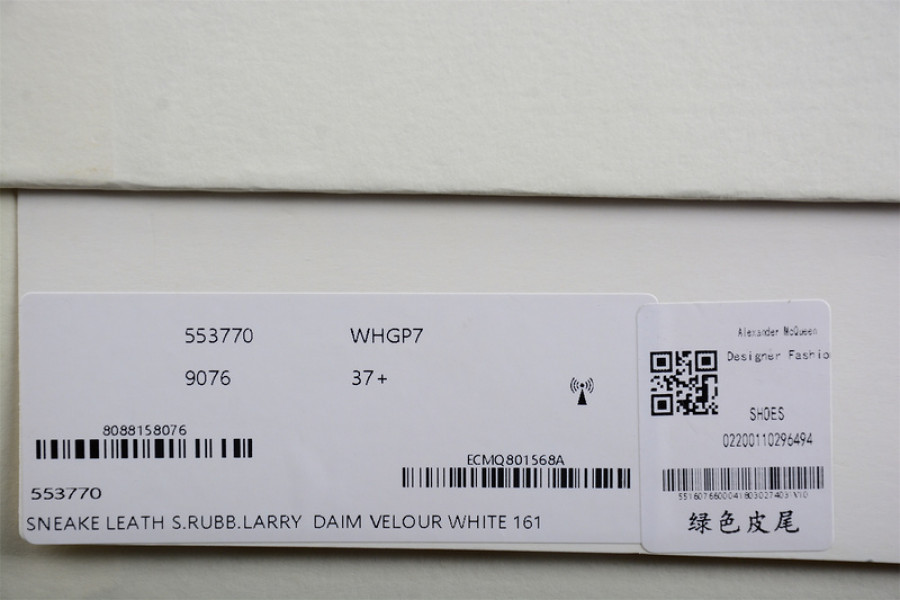 553770 WHGP7
9076 37+
8088158076
ECMQ801568A
553770
SNEAKE LEATH S.RUBB.LARRY DAIM VELOUR WHITE 161
Alexander McQueen
Designer Fashio
SHOES
02200110296494
绿色皮尾